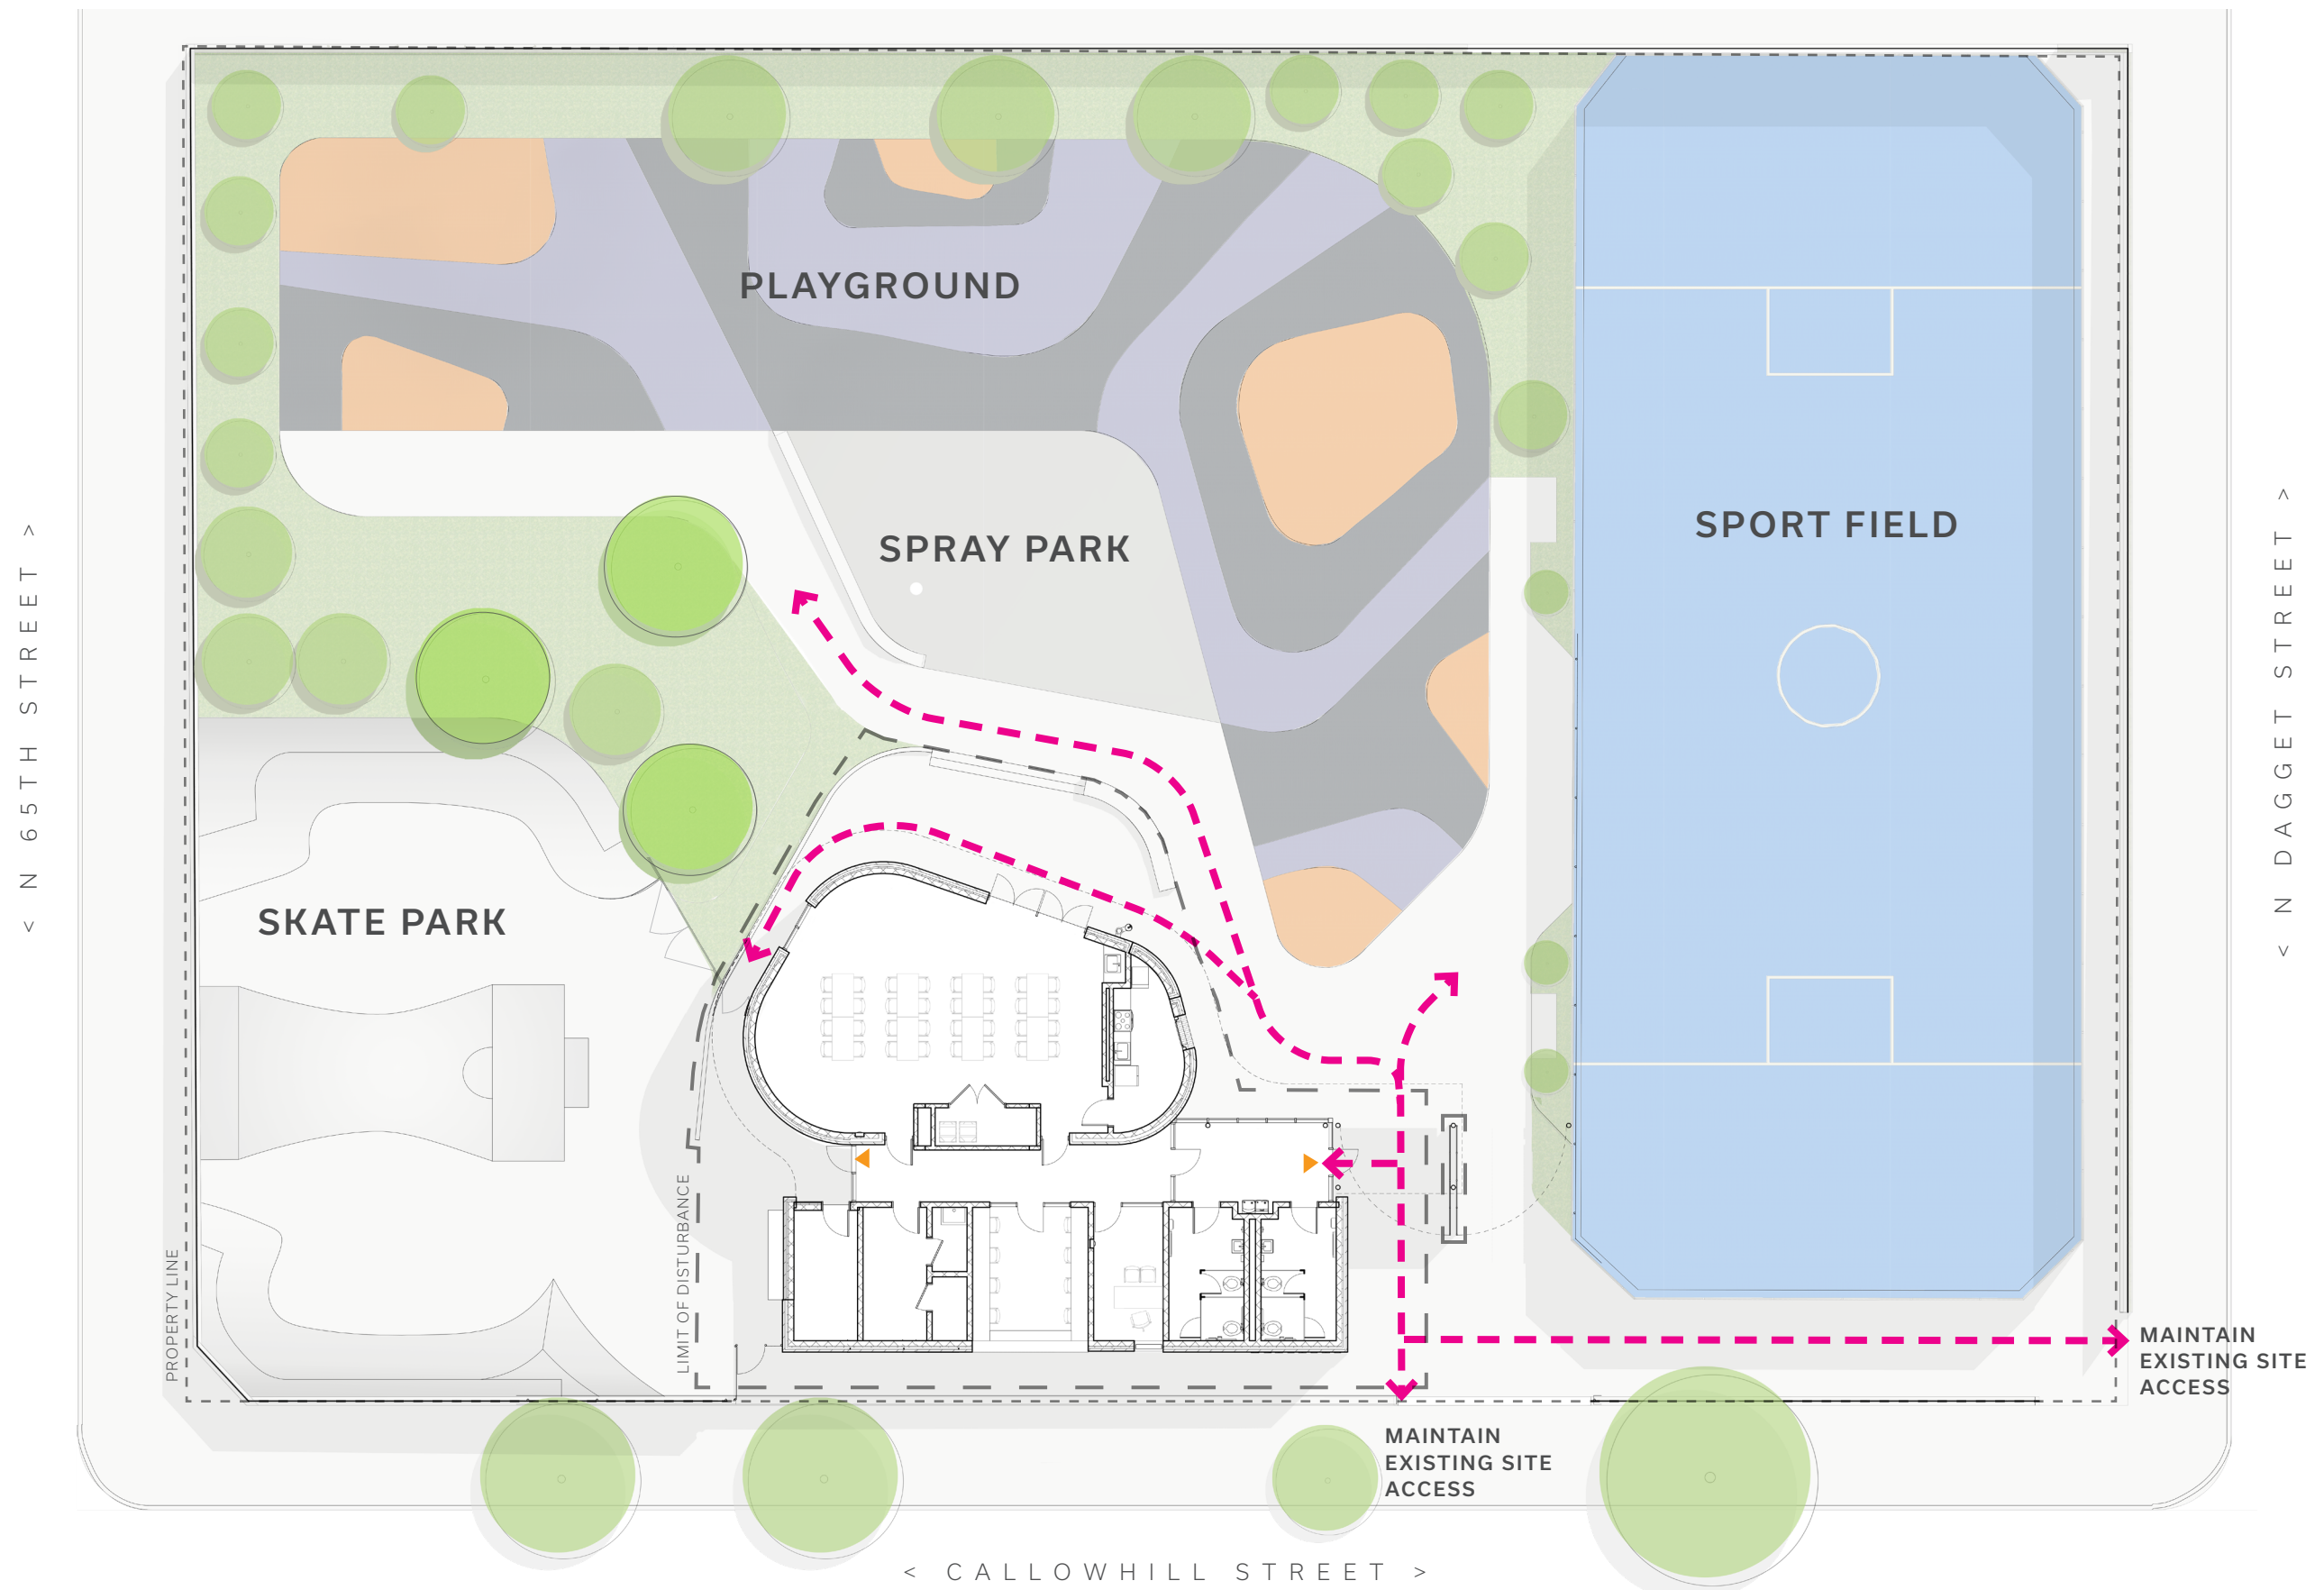 PLAYGROUND
SPRAY PARK
SPORT FIELD
SKATE PARK
< N 65TH STREET >
< N DAGGET STREET >
PROPERTY LINE
LIMIT OF DISTURBANCE
MAINTAIN
EXISTING SITE
ACCESS
MAINTAIN
EXISTING SITE
ACCESS
< CALLOWHILL STREET >